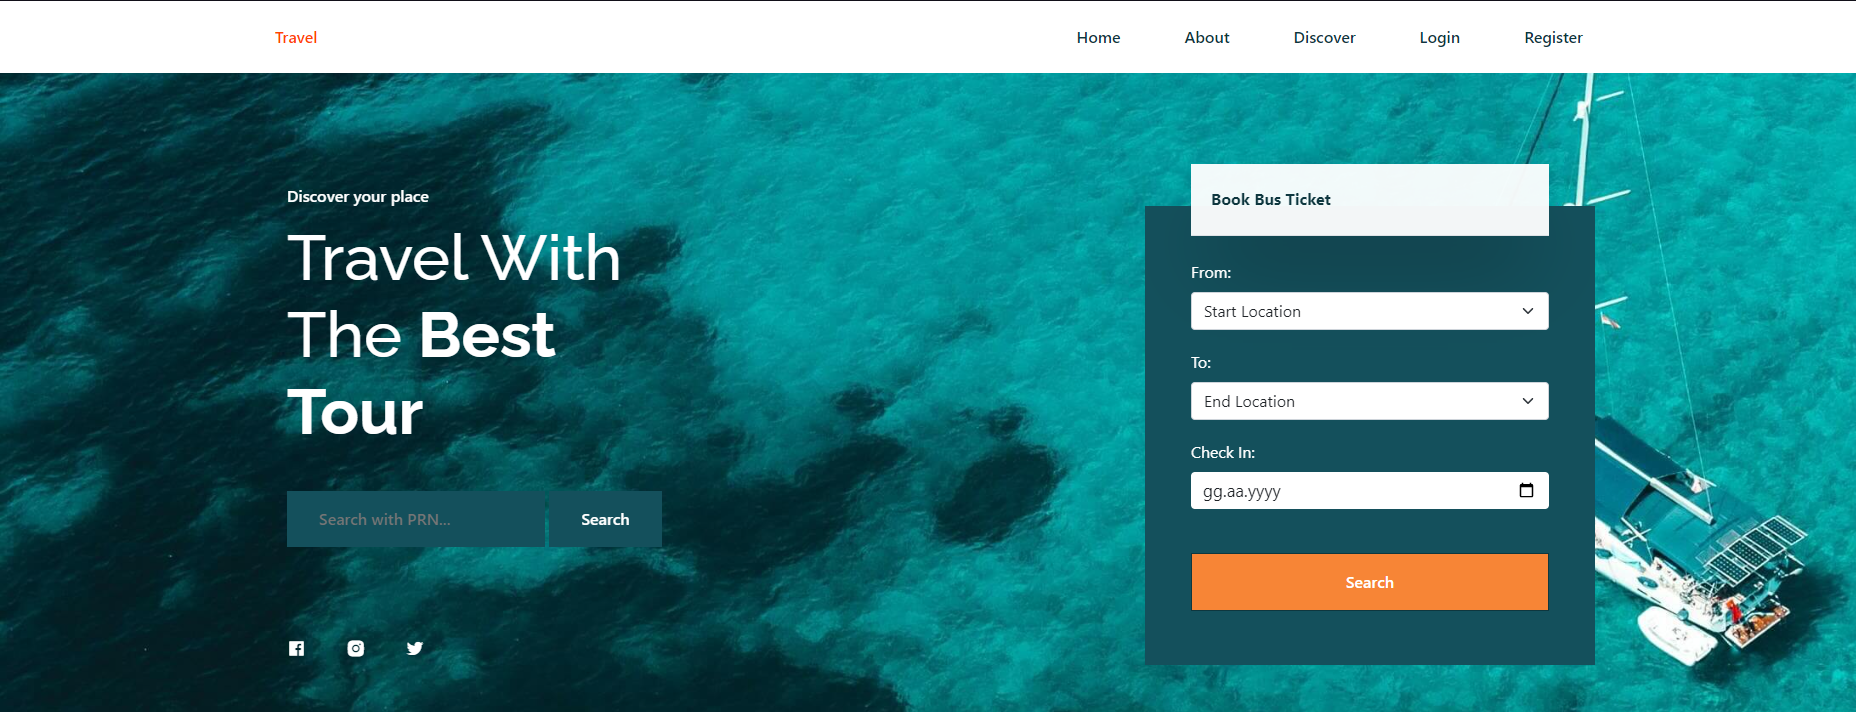 Travel
Home
About
Discover
Login
Register
Discover your place
Travel With
The Best
Tour
Search with PRN...
Search
Book Bus Ticket
From:
Start Location
To:
End Location
Check In:
gg.aa.yyyy
Search